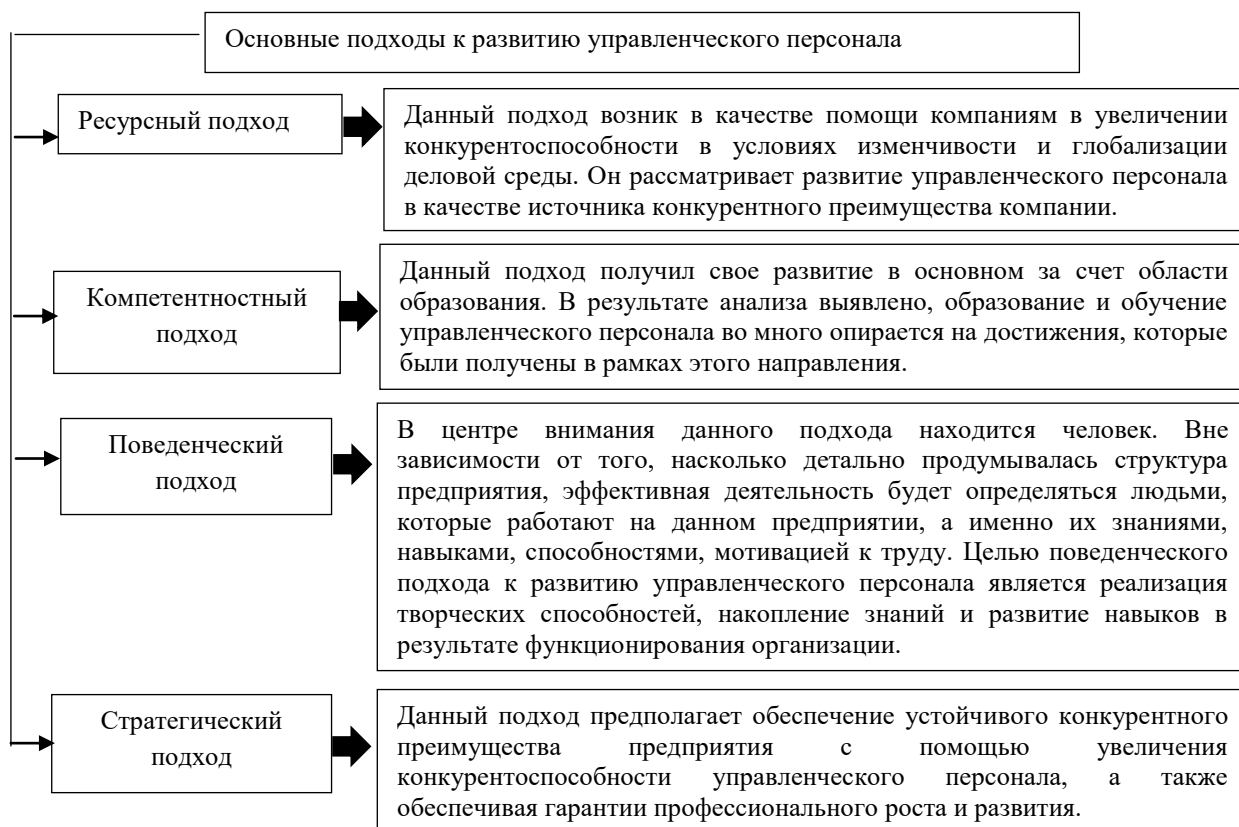 Основные подходы к развитию управленческого персонала
Ресурсный подход
Данный подход возник в качестве помощи компаниям в увеличении
конкурентоспособности в условиях изменчивости и глобализации
деловой среды. Он рассматривает развитие управленческого персонала
в качестве источника конкурентного преимущества компании.
Компетентностный
подход
Данный подход получил свое развитие в основном за счет области
образования. В результате анализа выявлено, образование и обучение
управленческого персонала во много опирается на достижения, которые
были получены в рамках этого направления.
Поведенческий
подход
В центре внимания данного подхода находится человек. Вне
зависимости от того, насколько детально продумывалась структура
предприятия, эффективная деятельность будет определяться людьми,
которые работают на данном предприятии, а именно их знаниями,
навыками, способностями, мотивацией к труду. Целью поведенческого
подхода к развитию управленческого персонала является реализация
творческих способностей, накопление знаний и развитие навыков в
результате функционирования организации.
Стратегический
подход
Данный подход предполагает обеспечение устойчивого конкурентного
преимущества предприятия с помощью увеличения
конкурентоспособности управленческого персонала, а также
обеспечивая гарантии профессионального роста и развития.